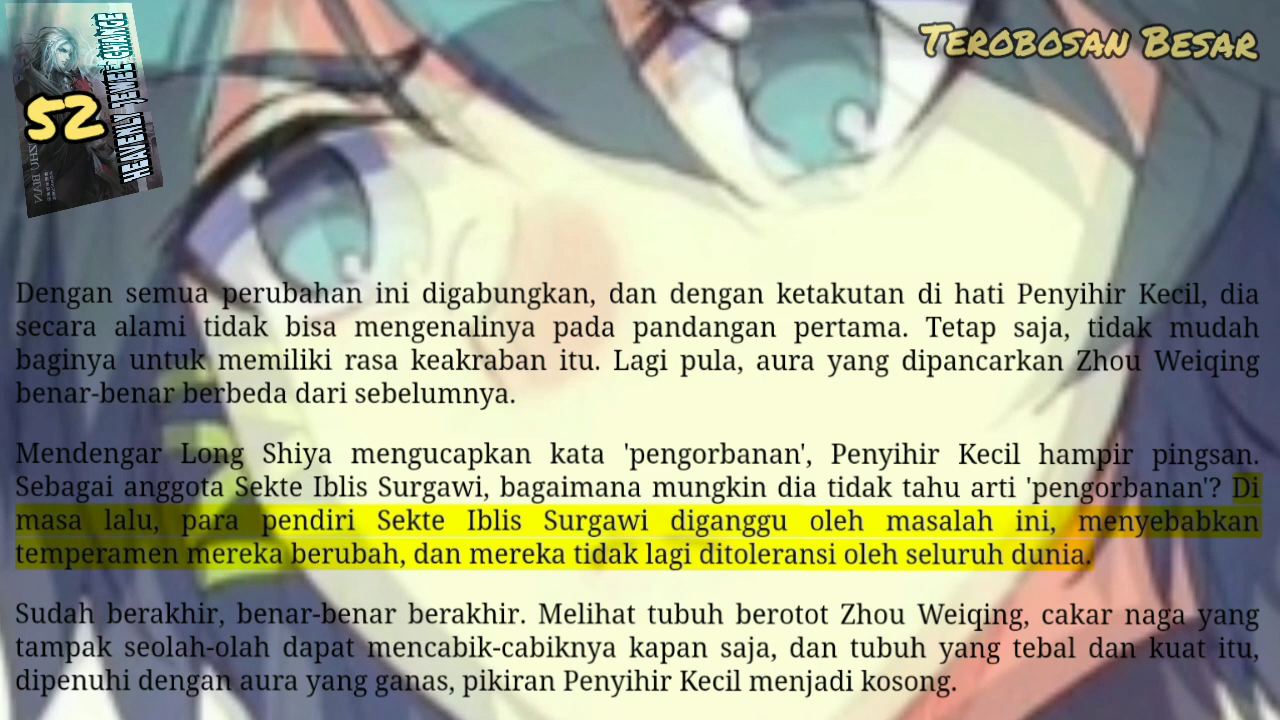 Terobosan Besar
52
HEAVENLY JEWEL CHANGE
Dengan semua perubahan ini digabungkan, dan dengan ketakutan di hati Penyihir Kecil, dia
secara alami tidak bisa mengenalinya pada pandangan pertama. Tetap saja, tidak mudah
baginya untuk memiliki rasa keakraban itu. Lagi pula, aura yang dipancarkan Zhou Weiqing
benar-benar berbeda dari sebelumnya.
Mendengar Long Shiya mengucapkan kata 'pengorbanan', Penyihir Kecil hampir pingsan.
Sebagai anggota Sekte Iblis Surgawi, bagaimana mungkin dia tidak tahu arti 'pengorbanan'? Di
masa lalu, para pendiri Sekte Iblis Surgawi diganggu oleh masalah ini, menyebabkan
temperamen mereka berubah, dan mereka tidak lagi ditoleransi oleh seluruh dunia.
Sudah berakhir, benar-benar berakhir. Melihat tubuh berotot Zhou Weiqing, cakar naga yang
tampak seolah-olah dapat mencabik-cabiknya kapan saja, dan tubuh yang tebal dan kuat itu,
dipenuhi dengan aura yang ganas, pikiran Penyihir Kecil menjadi kosong.